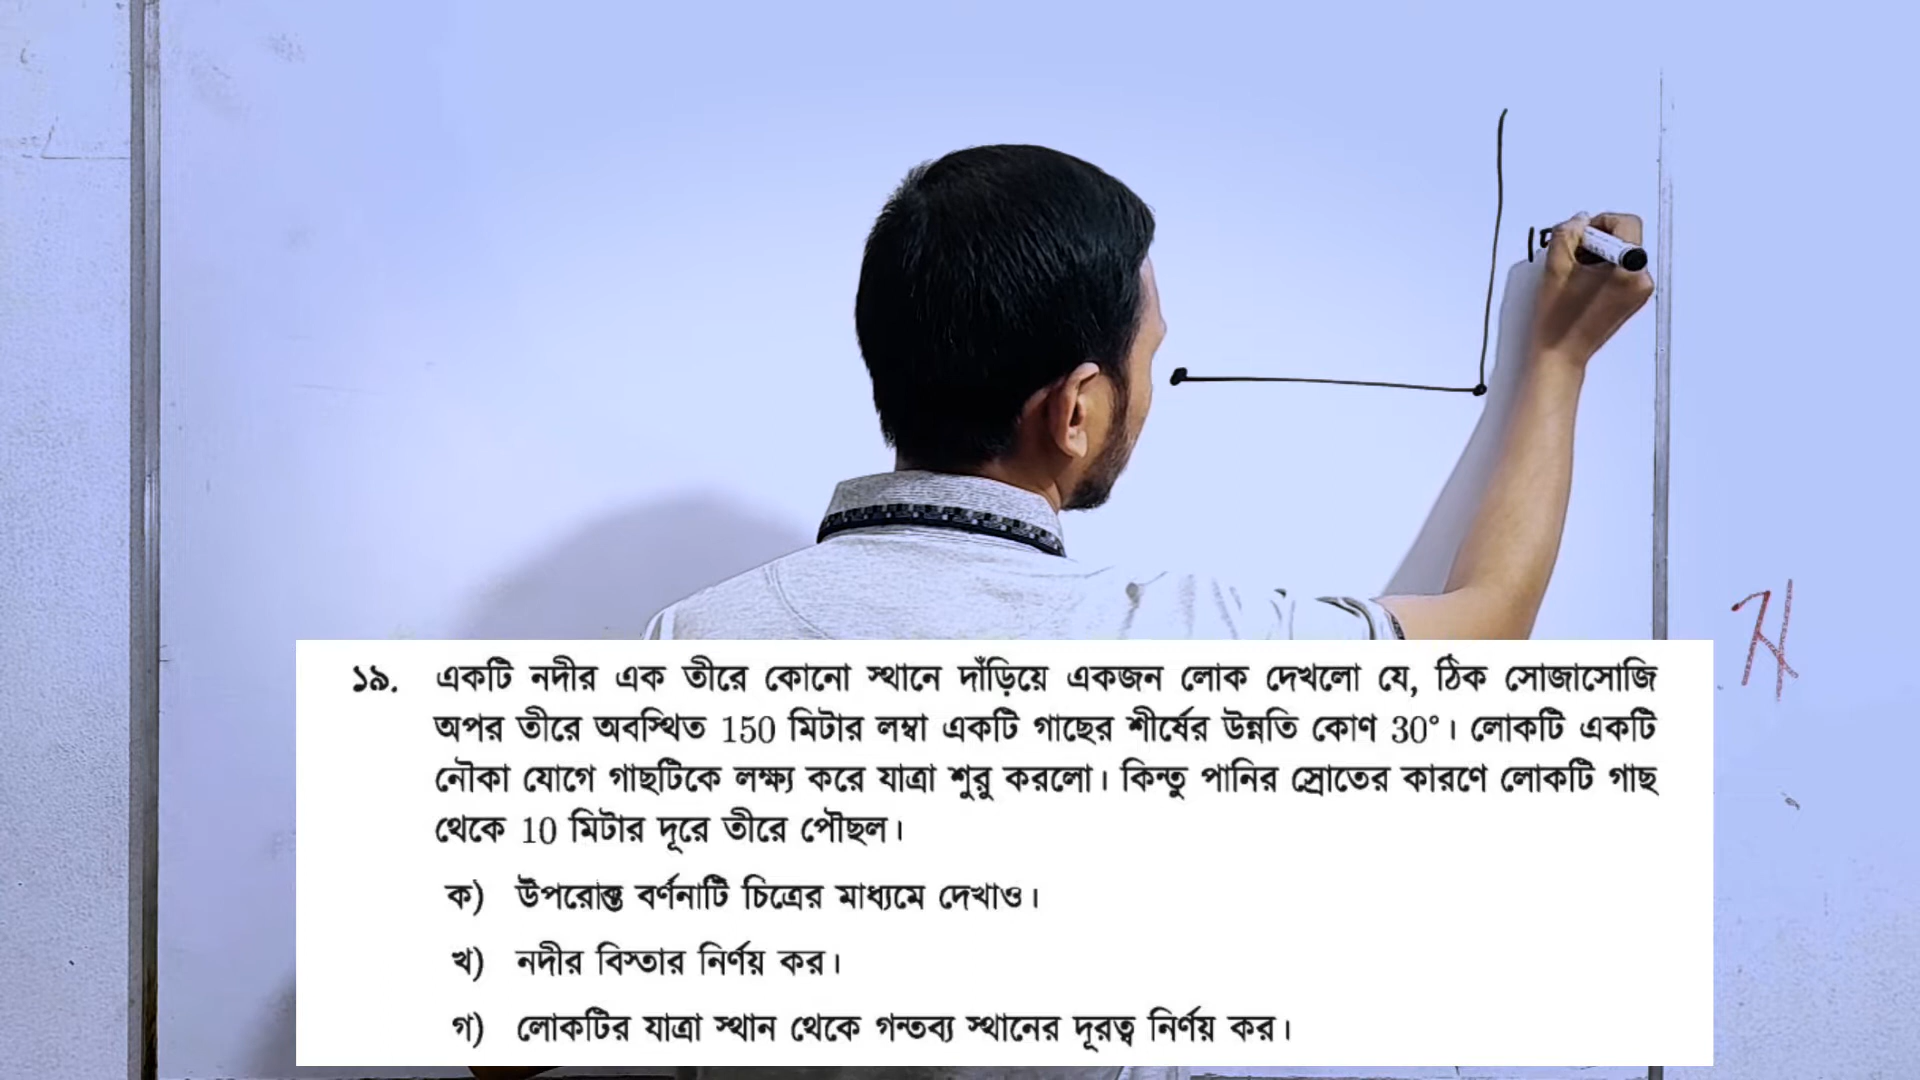 ১৯. একটি নদীর এক তীরে কোনো স্থানে দাঁড়িয়ে একজন লোক দেখলো যে, ঠিক সোজাসোজি
অপর তীরে অবস্থিত 150 মিটার লম্বা একটি গাছের শীর্ষের উন্নতি কোণ 30°। লোকটি একটি
নৌকা যোগে গাছটিকে লক্ষ্য করে যাত্রা শুরু করলো। কিন্তু পানির স্রোতের কারণে লোকটি গাছ
থেকে 10 মিটার দূরে তীরে পৌছল।
ক) উপরোক্ত বর্ণনাটি চিত্রের মাধ্যমে দেখাও।
খ) নদীর বিস্তার নির্ণয় কর।
গ) লোকটির যাত্রা স্থান থেকে গন্তব্য স্থানের দূরত্ব নির্ণয় কর।